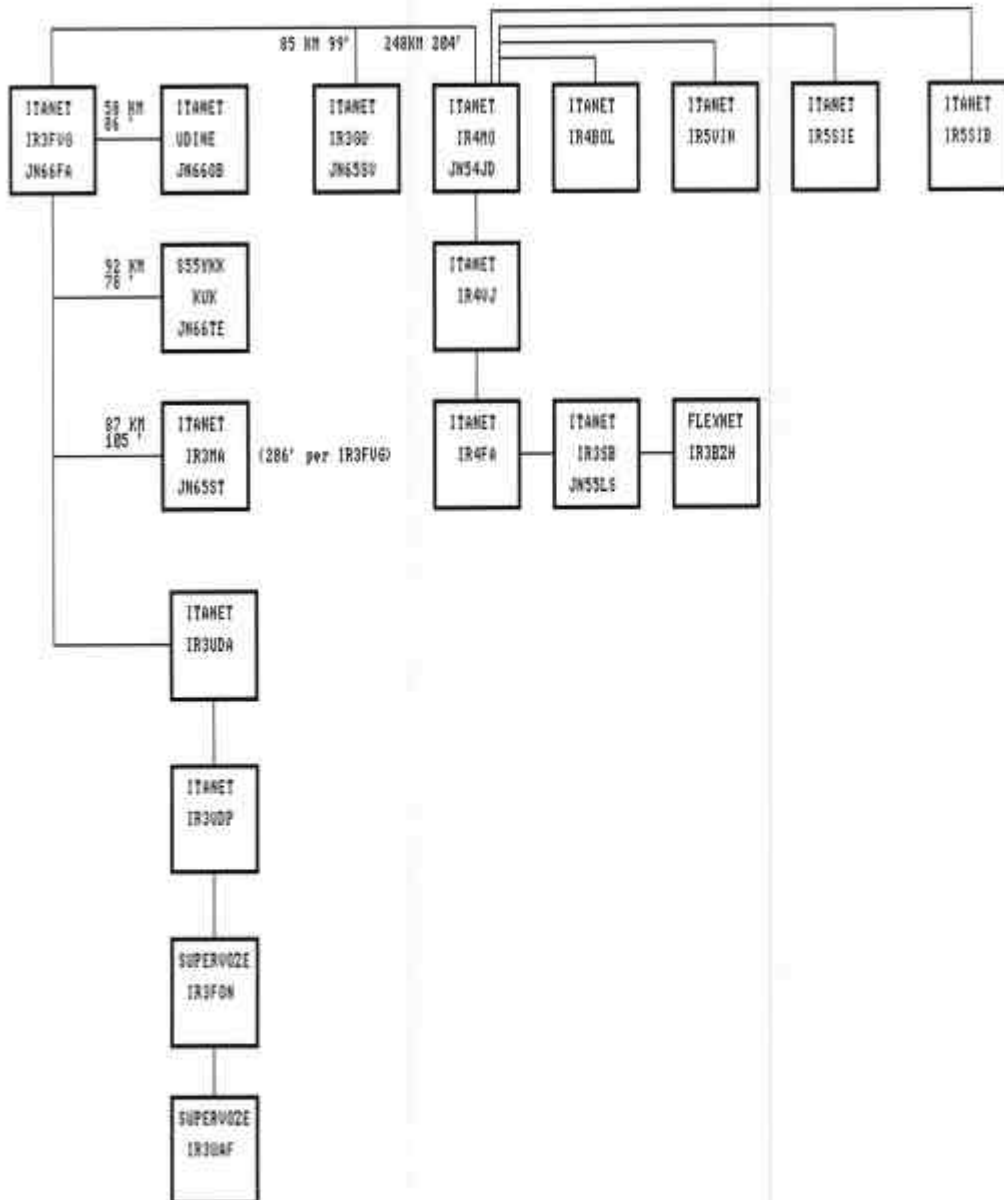 85 KM 99°
248KM 204°
ITANET
IR3FVG
JN66FA
58 KM
86 °
ITANET
UDINE
JN66OB
ITANET
IR3GO
JN65SV
ITANET
IR4MO
JN54JD
ITANET
IR4BOL
ITANET
IR5VIN
ITANET
IR5SIE
ITANET
IR5SIB
92 KM
78 °
S55YKK
KUK
JN66TE
ITANET
IR4VJ
87 KM
105 °
ITANET
IR3MA
JN65ST
(286° per IR3FVG)
ITANET
IR4FA
ITANET
IR3SB
JN55LS
FLEXNET
IR3BZH
ITANET
IR3UDA
ITANET
IR3UDP
SUPERVOZE
SUPERVOZE